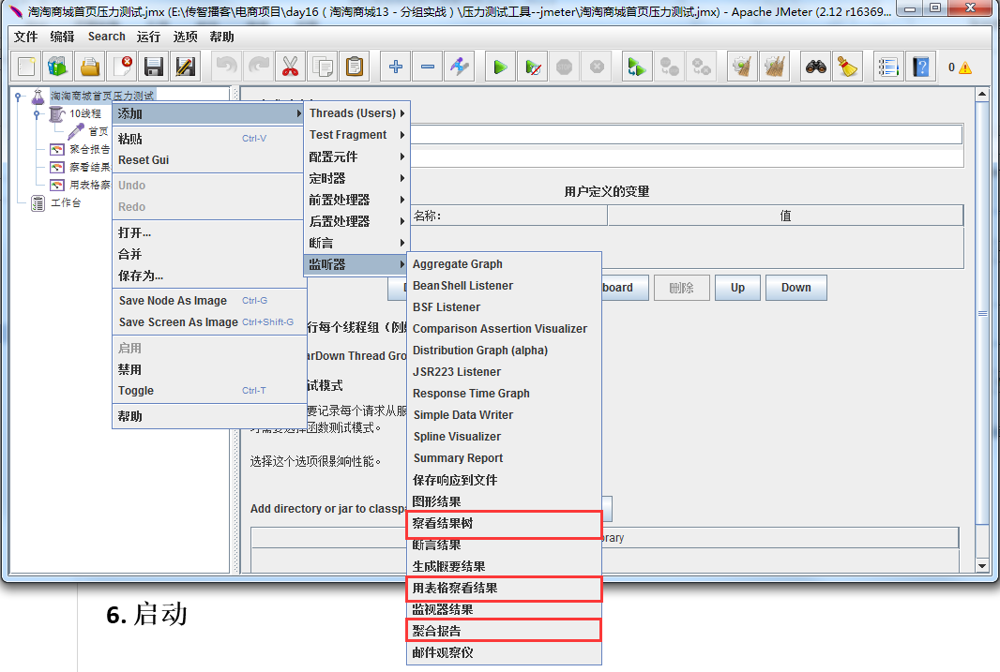 淘淘商城首页压力测试.jmx (E:\传智播客\电商项目\day16（淘淘商城13 - 分组实战）\压力测试工具--jmeter\淘淘商城首页压力测试.jmx) - Apache JMeter (2.12 r16369...
文件 编辑 Search 运行 选项 帮助
0
淘淘商城首页压力测试
10线程
首页
聚合报告
察看结果
用表格察
工作台
添加
粘贴 Ctrl-V
Reset Gui
Undo
Redo
打开...
合并
保存为...
Save Node As Image Ctrl-G
Save Screen As Image Ctrl+Shift-G
启用
禁用
Toggle Ctrl-T
帮助
Threads (Users)
Test Fragment
配置元件
定时器
前置处理器
后置处理器
断言
监听器
Aggregate Graph
BeanShell Listener
BSF Listener
Comparison Assertion Visualizer
Distribution Graph (alpha)
JSR223 Listener
Response Time Graph
Simple Data Writer
Spline Visualizer
Summary Report
保存响应到文件
图形结果
察看结果树
断言结果
生成概要结果
用表格察看结果
监视器结果
聚合报告
邮件观察仪
用户定义的变量
名称: 值
board 删除 Up Down
行每个线程组（例
arDown Thread Gro
试模式
要记录每个请求从服
时需要选择函数测试模式。
选择这个选项很影响性能。
Add directory or jar to classpa
orary
6. 启动